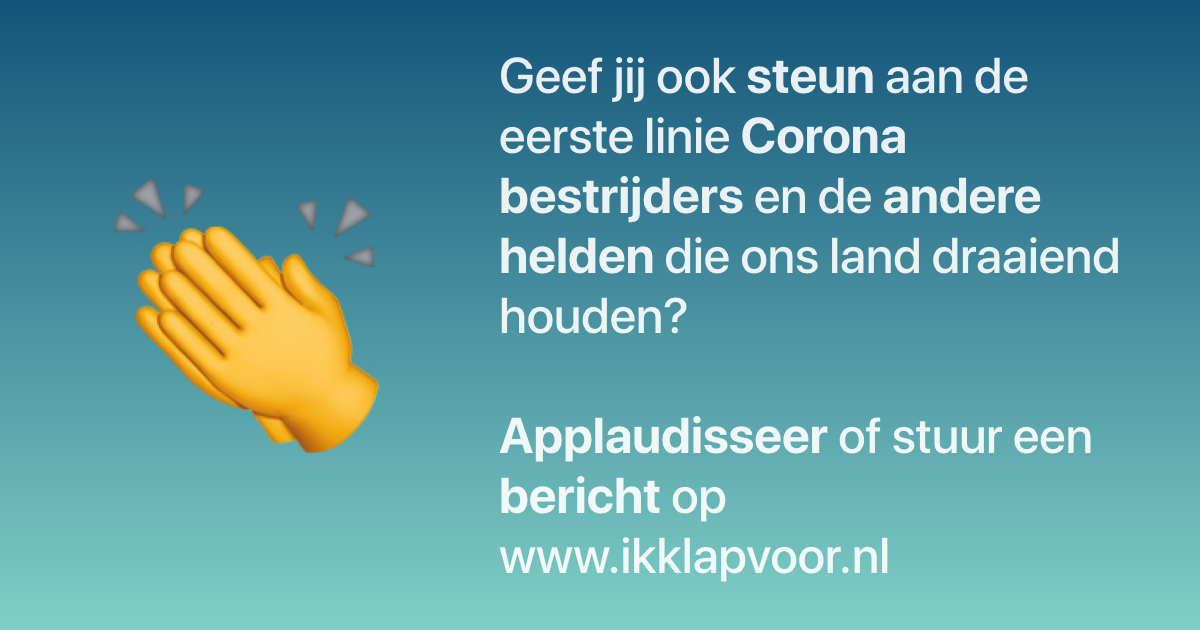 Geef jij ook steun aan de
eerste linie Corona
bestrijders en de andere
helden die ons land draaiend
houden?
Applaudisseer of stuur een
bericht op
www.ikklapvoor.nl